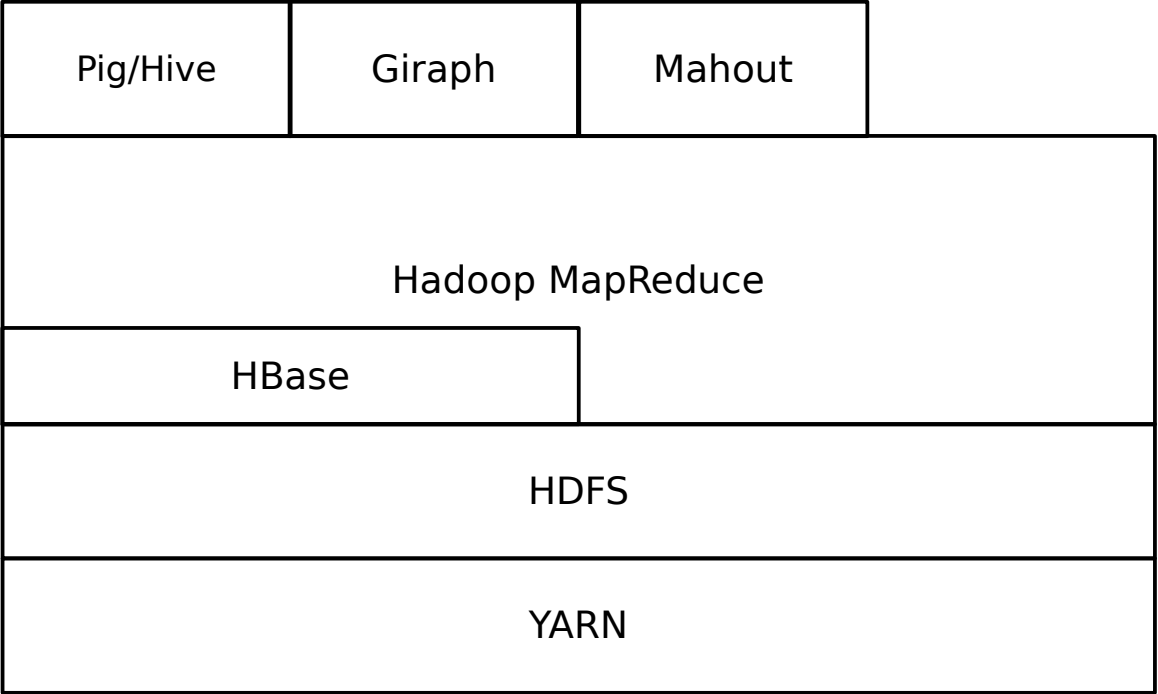 Pig/Hive
Giraph
Mahout
Hadoop MapReduce
HBase
HDFS
YARN